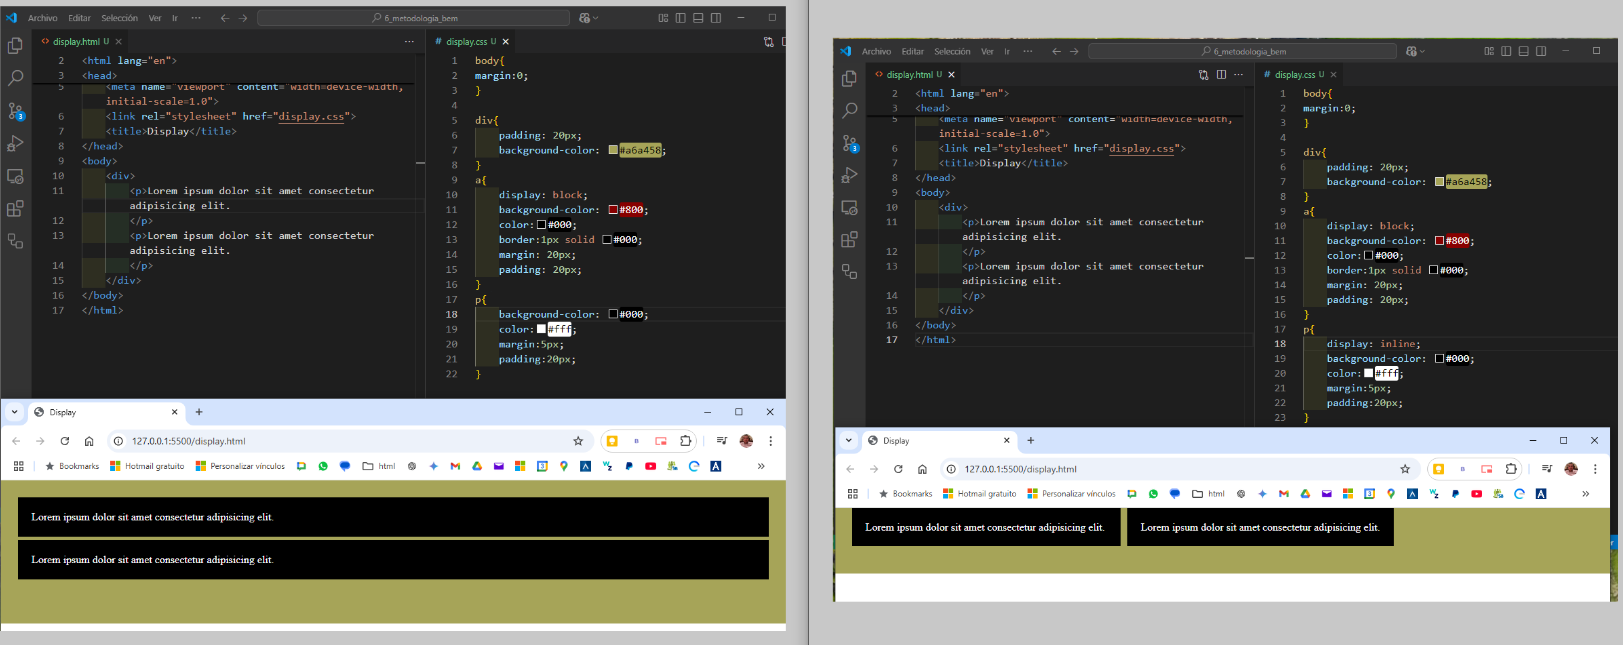 Archivo Editar Selección Ver Ir ··· 6_metodologia_bem
display.html U
display.css U
2 <html lang="en">
3 <head>
5 <meta name="viewport" content="width=device-width,
initial-scale=1.0">
6 <link rel="stylesheet" href="display.css">
7 <title>Display</title>
8 </head>
9 <body>
10 <div>
11 <p>Lorem ipsum dolor sit amet consectetur
adipisicing elit.
12 </p>
13 <p>Lorem ipsum dolor sit amet consectetur
adipisicing elit.
14 </p>
15 </div>
16 </body>
17 </html>
3
1 body{
2 margin:0;
3 }
4
5 div{
6 padding: 20px;
7 background-color: #a6a458;
8 }
9 a{
10 display: block;
11 background-color: #800;
12 color: #000;
13 border:1px solid #000;
14 margin: 20px;
15 padding: 20px;
16 }
17 p{
18 background-color: #000;
19 color: #fff;
20 margin:5px;
21 padding:20px;
22 }
Display
127.0.0.1:5500/display.html
Bookmarks Hotmail gratuito Personalizar vínculos html
Lorem ipsum dolor sit amet consectetur adipisicing elit.
Lorem ipsum dolor sit amet consectetur adipisicing elit.
Archivo Editar Selección Ver Ir ··· 6_metodologia_bem
display.html U
display.css U
2 <html lang="en">
3 <head>
5 <meta name="viewport" content="width=device-width,
initial-scale=1.0">
6 <link rel="stylesheet" href="display.css">
7 <title>Display</title>
8 </head>
9 <body>
10 <div>
11 <p>Lorem ipsum dolor sit amet consectetur
adipisicing elit.
12 </p>
13 <p>Lorem ipsum dolor sit amet consectetur
adipisicing elit.
14 </p>
15 </div>
16 </body>
17 </html>
3
1 body{
2 margin:0;
3 }
4
5 div{
6 padding: 20px;
7 background-color: #a6a458;
8 }
9 a{
10 display: block;
11 background-color: #800;
12 color: #000;
13 border:1px solid #000;
14 margin: 20px;
15 padding: 20px;
16 }
17 p{
18 display: inline;
19 background-color: #000;
20 color: #fff;
21 margin:5px;
22 padding:20px;
23 }
Display
127.0.0.1:5500/display.html
Bookmarks Hotmail gratuito Personalizar vínculos html
Lorem ipsum dolor sit amet consectetur adipisicing elit. Lorem ipsum dolor sit amet consectetur adipisicing elit.